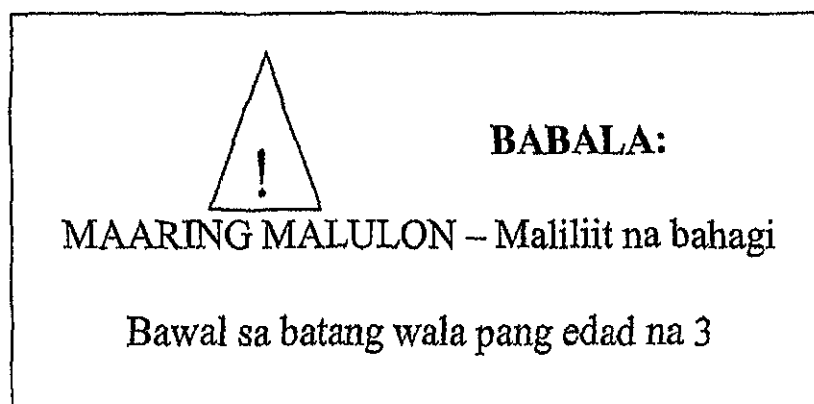 !
BABALA:
MAARING MALULON – Maliliit na bahagi
Bawal sa batang wala pang edad na 3